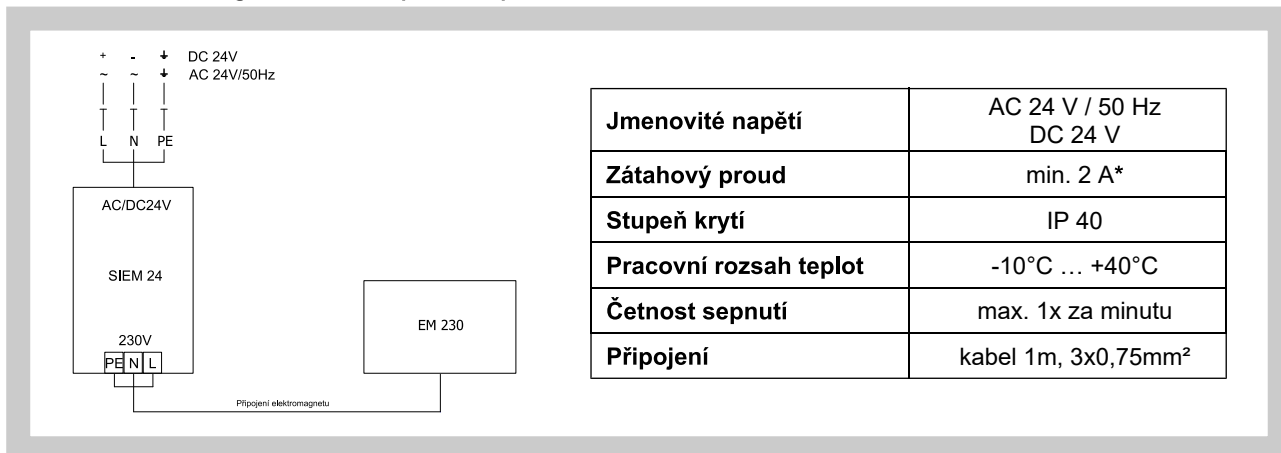 + - ⏚ DC 24V
~ ~ ⏚ AC 24V/50Hz
L N PE
AC/DC24V
SIEM 24
230V
PE N L
EM 230
Připojení elektromagnetu
Jmenovité napětí AC 24 V / 50 Hz
DC 24 V
Zátahový proud min. 2 A*
Stupeň krytí IP 40
Pracovní rozsah teplot -10°C … +40°C
Četnost sepnutí max. 1x za minutu
Připojení kabel 1m, 3x0,75mm²